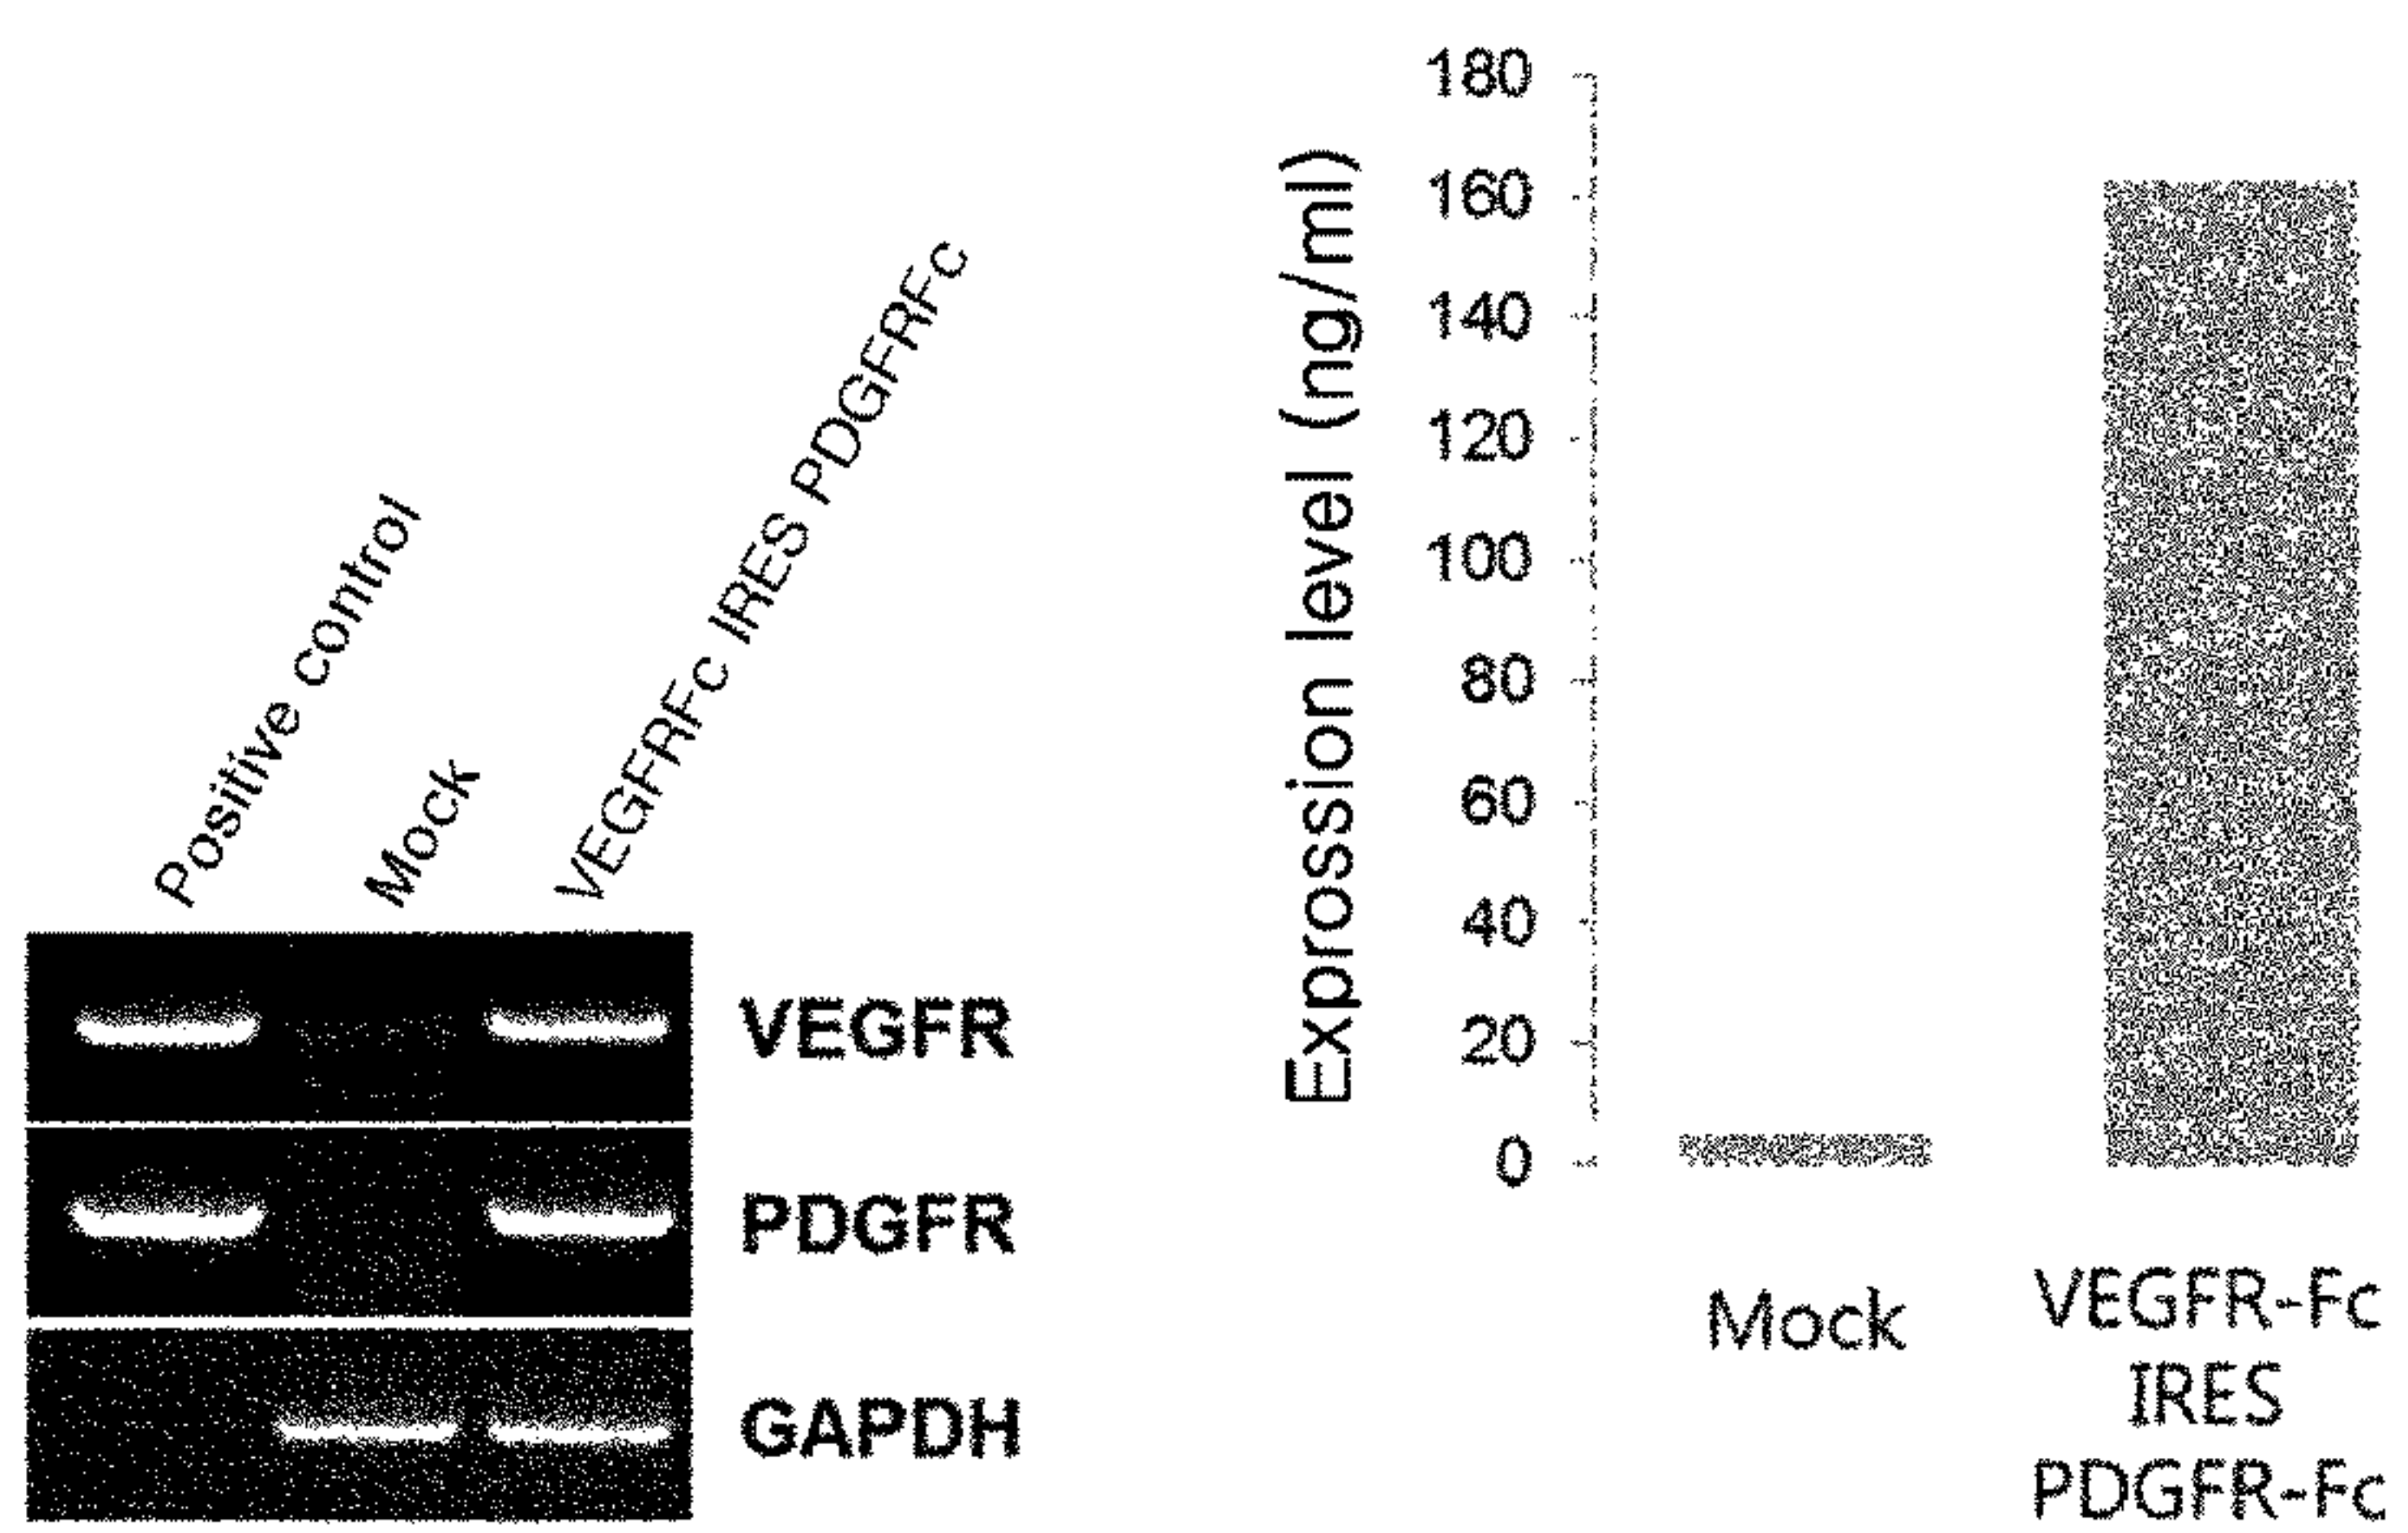 Positive control
Mock
VEGFRFc IRES PDGFRFc
VEGFR
PDGFR
GAPDH
Exprossion level (ng/ml)
180
160
140
120
100
80
60
40
20
0
Mock
VEGFR-Fc
IRES
PDGFR-Fc